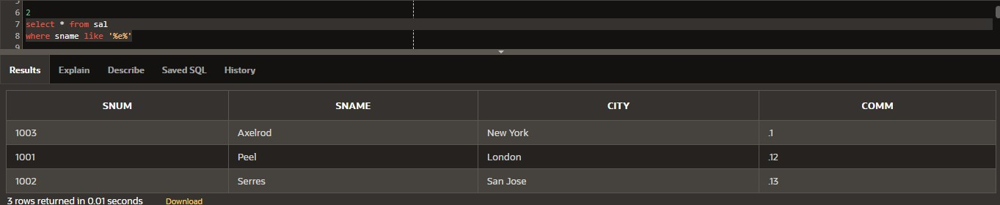 6 2
7 select * from sal
8 where sname like '%e%'
9
Results Explain Describe Saved SQL History
SNUM SNAME CITY COMM
1003 Axelrod New York .1
1001 Peel London .12
1002 Serres San Jose .13
3 rows returned in 0.01 seconds Download